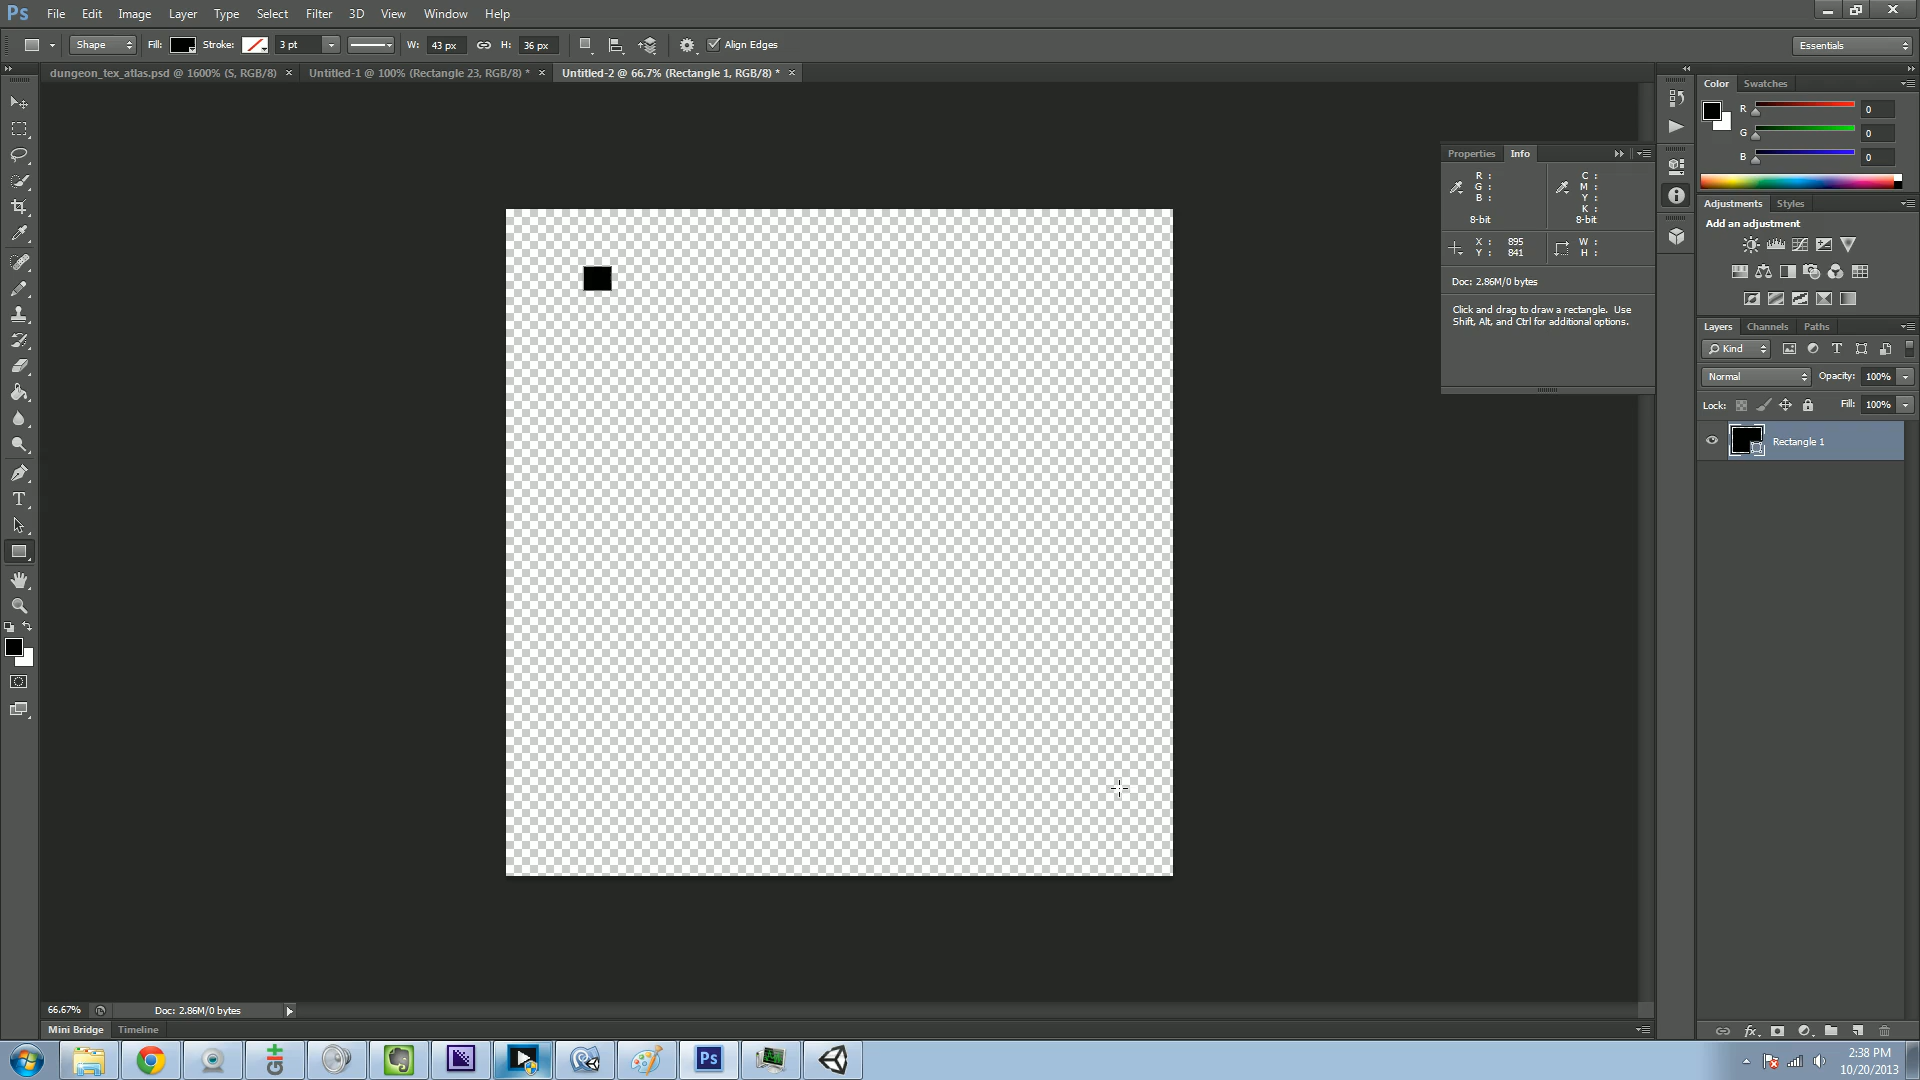 Ps File Edit Image Layer Type Select Filter 3D View Window Help
Shape Fill: Stroke: 3 pt W: 43 px H: 36 px Align Edges Essentials
dungeon_tex_atlas.psd @ 1600% (S, RGB/8) × Untitled-1 @ 100% (Rectangle 23, RGB/8) * × Untitled-2 @ 66.7% (Rectangle 1, RGB/8) * ×
Color Swatches
R 0
G 0
B 0
Properties Info
R : C :
G : M :
B : Y :
K :
8-bit 8-bit
X : 895 W :
Y : 841 H :
Doc: 2.86M/0 bytes
Click and drag to draw a rectangle. Use
Shift, Alt, and Ctrl for additional options.
Adjustments Styles
Add an adjustment
Layers Channels Paths
Kind
Normal Opacity: 100%
Lock: Fill: 100%
Rectangle 1
66.67% Doc: 2.86M/0 bytes
Mini Bridge Timeline
git Ps
2:38 PM
10/20/2013